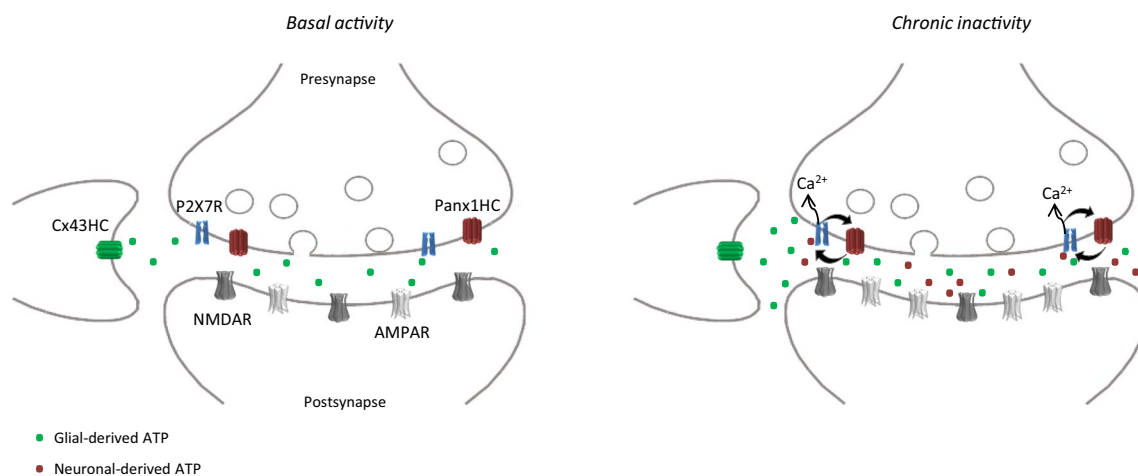 Basal activity
Chronic inactivity
Presynapse
Ca²⁺
Ca²⁺
P2X7R
Panx1HC
Cx43HC
NMDAR
AMPAR
Postsynapse
Glial-derived ATP
Neuronal-derived ATP